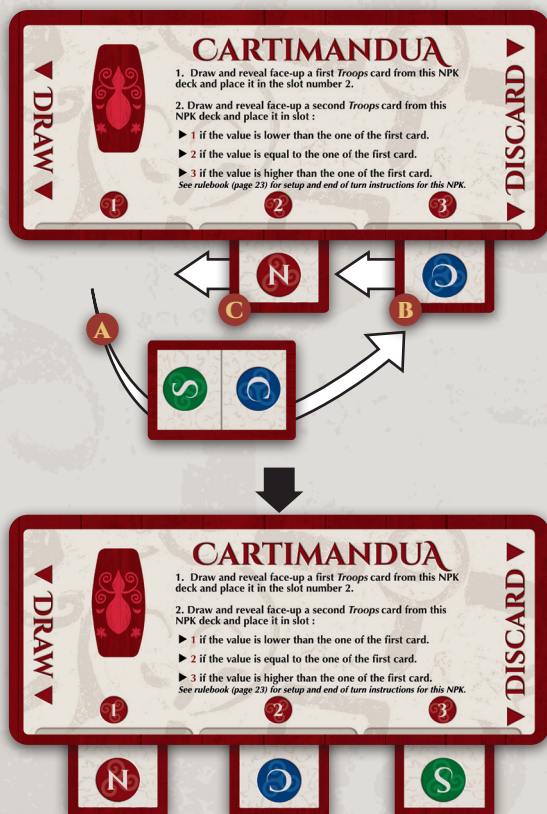 CARTIMANDUA
DRAW
1. Draw and reveal face-up a first Troops card from this NPK
deck and place it in the slot number 2.
2. Draw and reveal face-up a second Troops card from this
NPK deck and place it in slot :
▶ 1 if the value is lower than the one of the first card.
▶ 2 if the value is equal to the one of the first card.
▶ 3 if the value is higher than the one of the first card.
See rulebook (page 23) for setup and end of turn instructions for this NPK.
DISCARD
1 2 3
N C
C B
A
S C
CARTIMANDUA
DRAW
1. Draw and reveal face-up a first Troops card from this NPK
deck and place it in the slot number 2.
2. Draw and reveal face-up a second Troops card from this
NPK deck and place it in slot :
▶ 1 if the value is lower than the one of the first card.
▶ 2 if the value is equal to the one of the first card.
▶ 3 if the value is higher than the one of the first card.
See rulebook (page 23) for setup and end of turn instructions for this NPK.
DISCARD
1 2 3
N C S